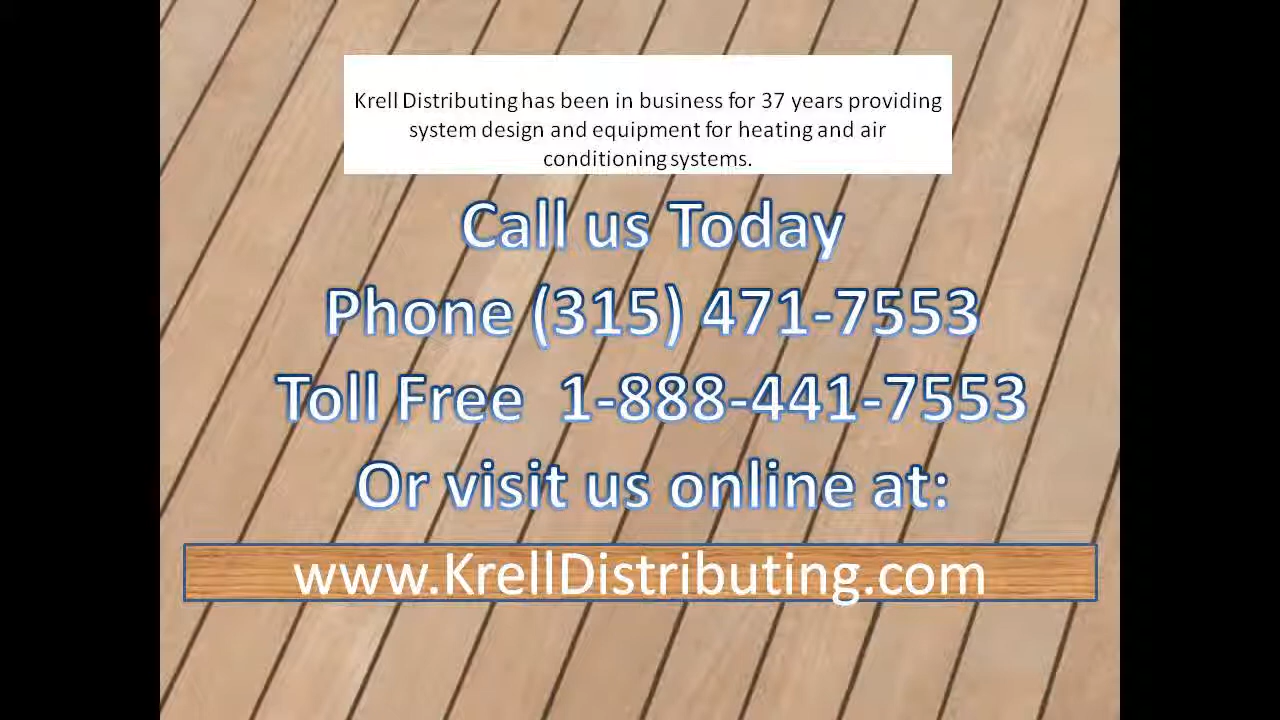 Krell Distributing has been in business for 37 years providing
system design and equipment for heating and air
conditioning systems.
Call us Today
Phone (315) 471-7553
Toll Free 1-888-441-7553
Or visit us online at:
www.KrellDistributing.com